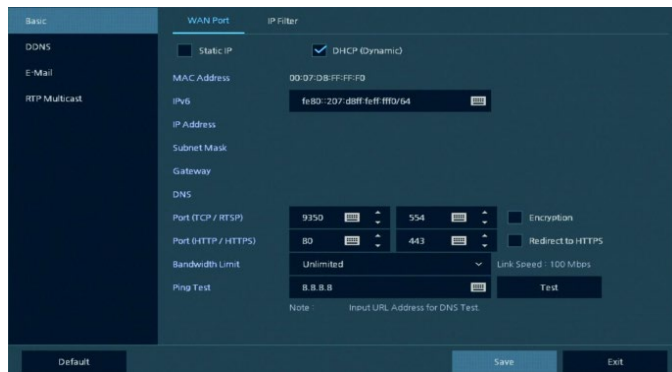 Basic
WAN Port IP Filter
DDNS
Static IP DHCP (Dynamic)
E-Mail
MAC Address 00:07:D8:FF:FF:F0
RTP Multicast
IPv6 fe80::207:d8ff:feff:fff0/64
IP Address
Subnet Mask
Gateway
DNS
Port (TCP / RTSP) 9350 554 Encryption
Port (HTTP / HTTPS) 80 443 Redirect to HTTPS
Bandwidth Limit Unlimited Link Speed : 100 Mbps
Ping Test 8.8.8.8 Test
Note : Input URL Address for DNS Test.
Default Save Exit